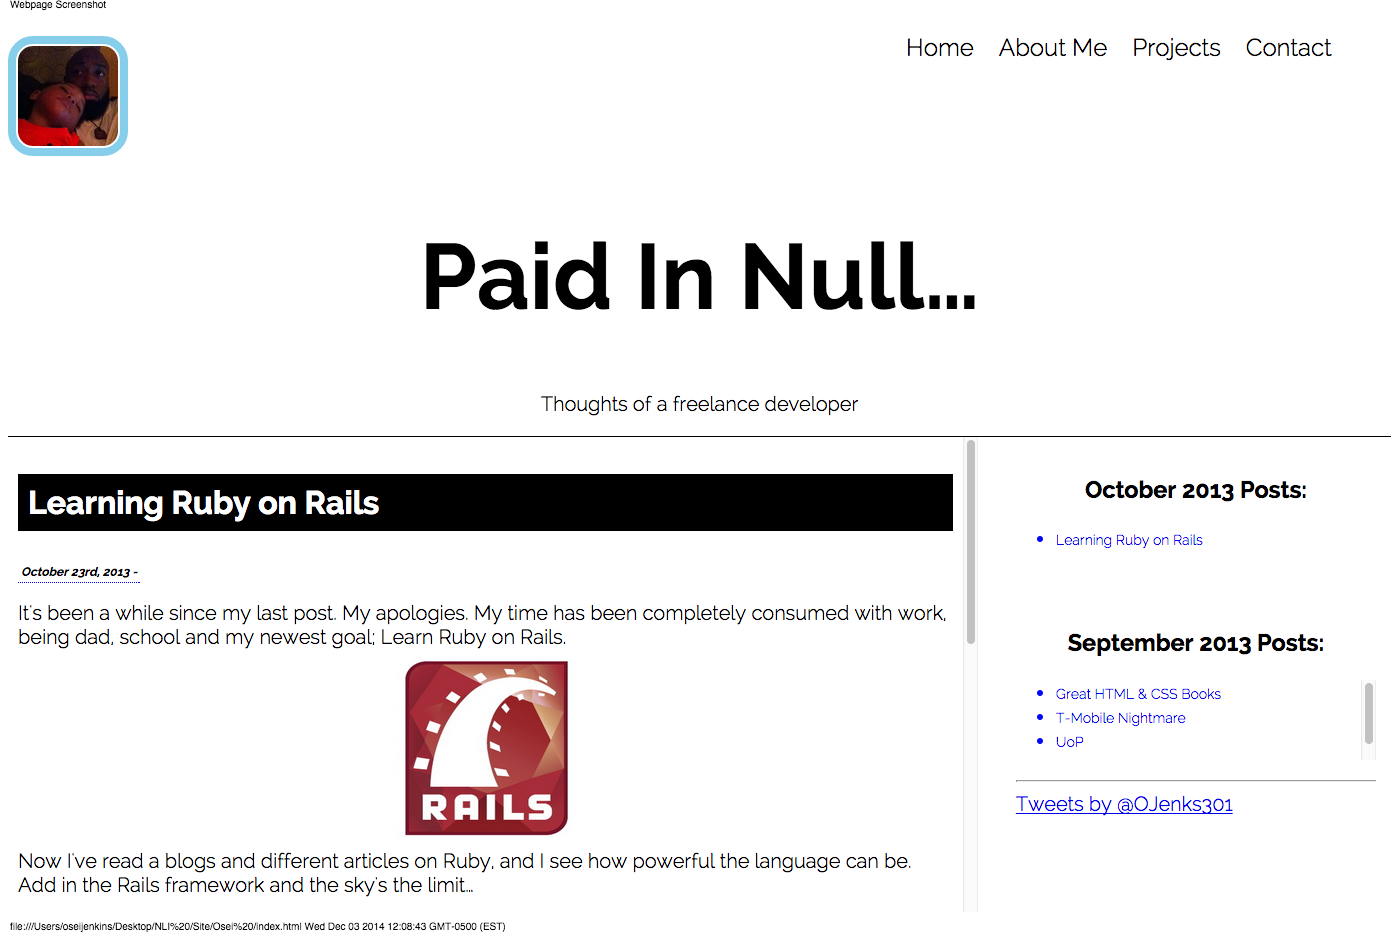 Webpage Screenshot
Home About Me Projects Contact
Paid In Null...
Thoughts of a freelance developer
Learning Ruby on Rails
October 23rd, 2013 -
It's been a while since my last post. My apologies. My time has been completely consumed with work,
being dad, school and my newest goal; Learn Ruby on Rails.
RAILS
Now I've read a blogs and different articles on Ruby, and I see how powerful the language can be.
Add in the Rails framework and the sky's the limit...
October 2013 Posts:
Learning Ruby on Rails
September 2013 Posts:
Great HTML & CSS Books
T-Mobile Nightmare
UoP
Tweets by @OJenks301
file:///Users/oseijenkins/Desktop/NLI%20/Site/Osei%20/index.html Wed Dec 03 2014 12:08:43 GMT-0500 (EST)